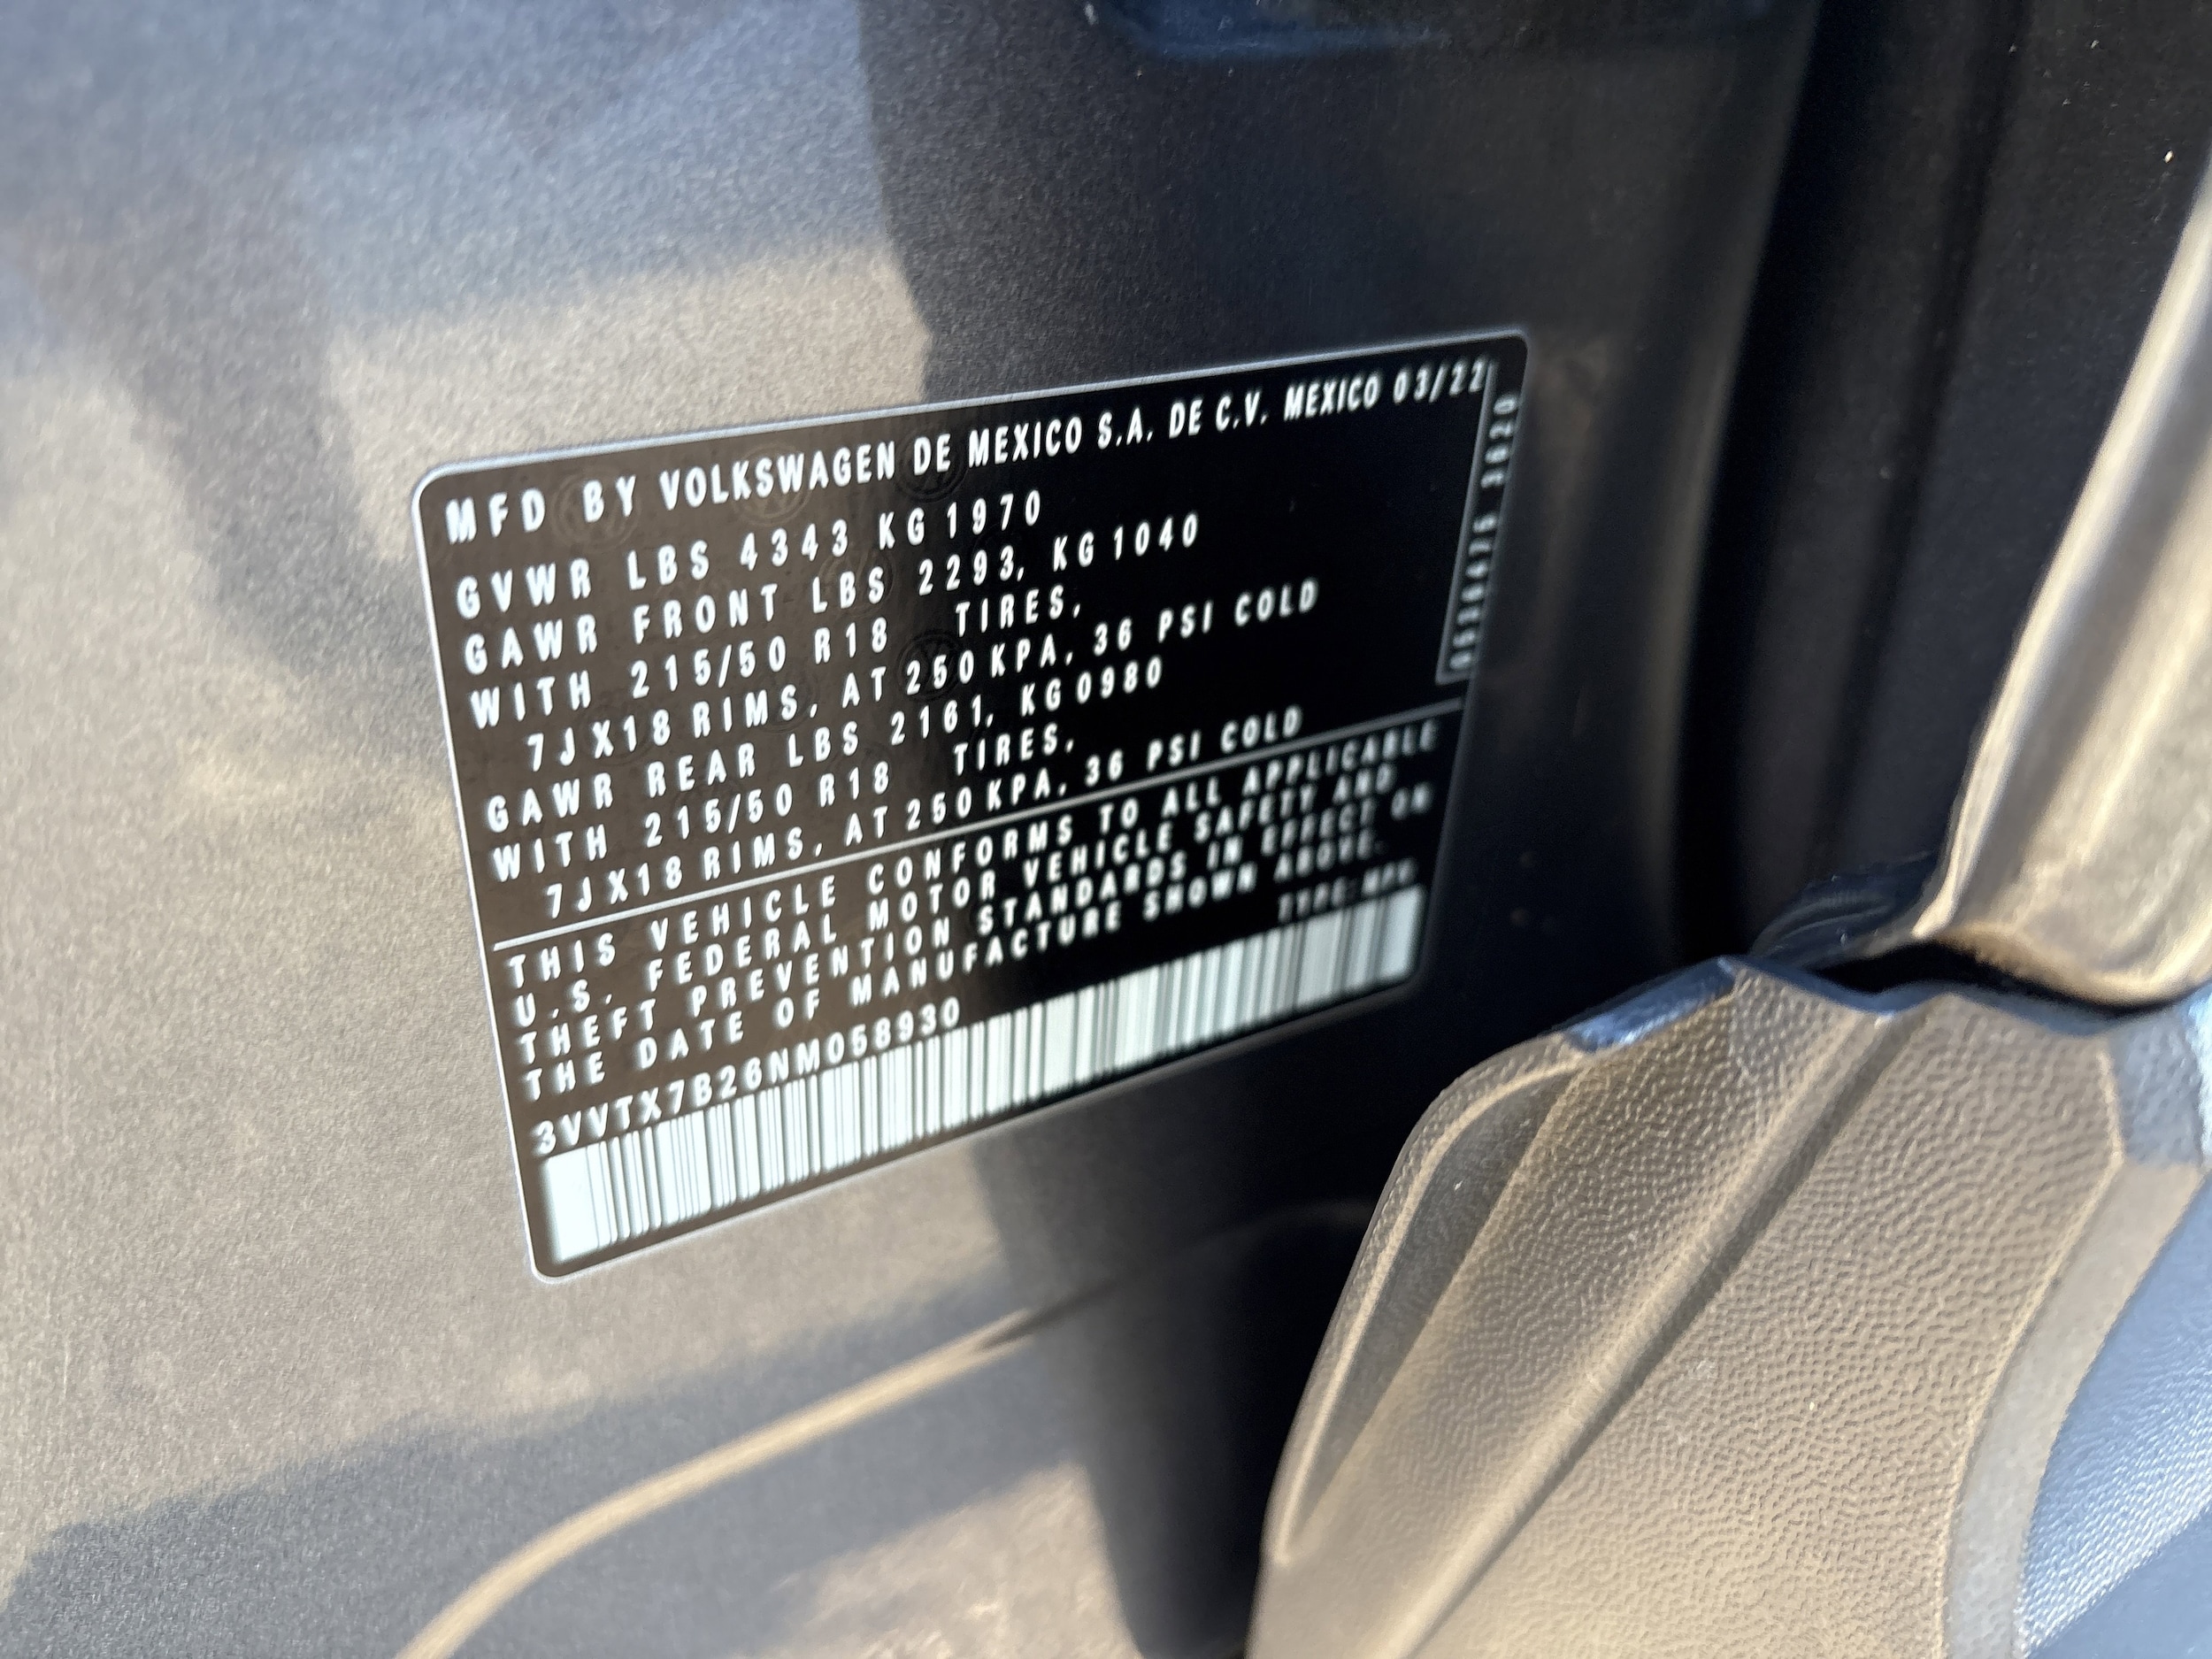 MFD BY VOLKSWAGEN DE MEXICO S.A. DE C.V. MEXICO 03/22
GVWR LBS 4343 KG 1970
GAWR FRONT LBS 2293, KG 1040
WITH 215/50 R18 TIRES,
7JX18 RIMS, AT 250 KPA, 36 PSI COLD
GAWR REAR LBS 2161, KG 0980
WITH 215/50 R18 TIRES,
7JX18 RIMS, AT 250 KPA, 36 PSI COLD
THIS VEHICLE CONFORMS TO ALL APPLICABLE
U.S. FEDERAL MOTOR VEHICLE SAFETY AND
THEFT PREVENTION STANDARDS IN EFFECT ON
THE DATE OF MANUFACTURE SHOWN ABOVE.
3VVTX7B26NM058930 TYPE:MPV